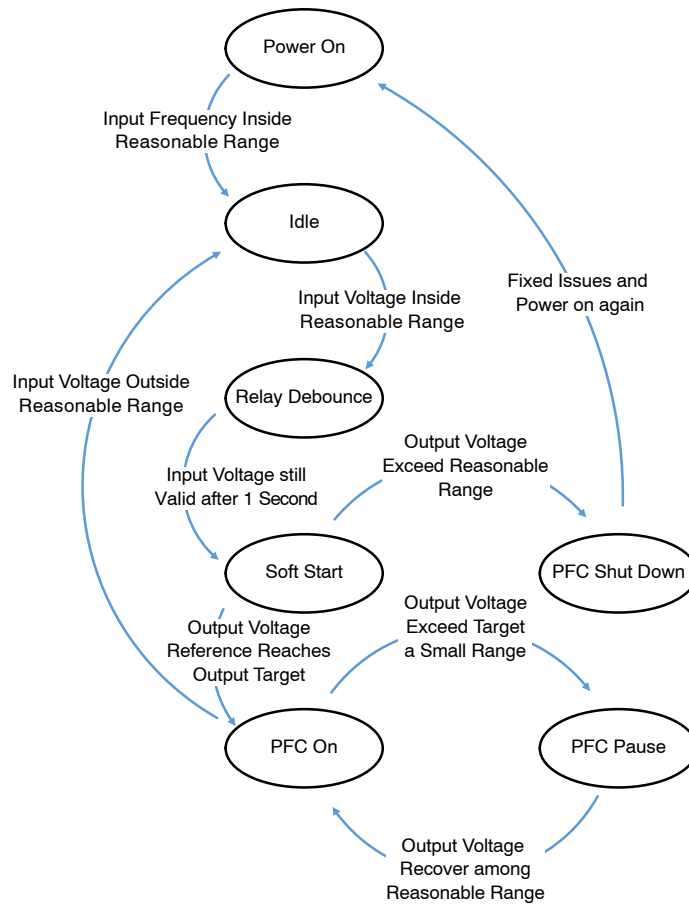 Power On
Input Frequency Inside
Reasonable Range
Idle
Fixed Issues and
Power on again
Input Voltage Inside
Reasonable Range
Input Voltage Outside
Reasonable Range
Relay Debounce
Output Voltage
Exceed Reasonable
Range
Input Voltage still
Valid after 1 Second
Soft Start
PFC Shut Down
Output Voltage
Exceed Target
a Small Range
Output Voltage
Reference Reaches
Output Target
PFC On
PFC Pause
Output Voltage
Recover among
Reasonable Range